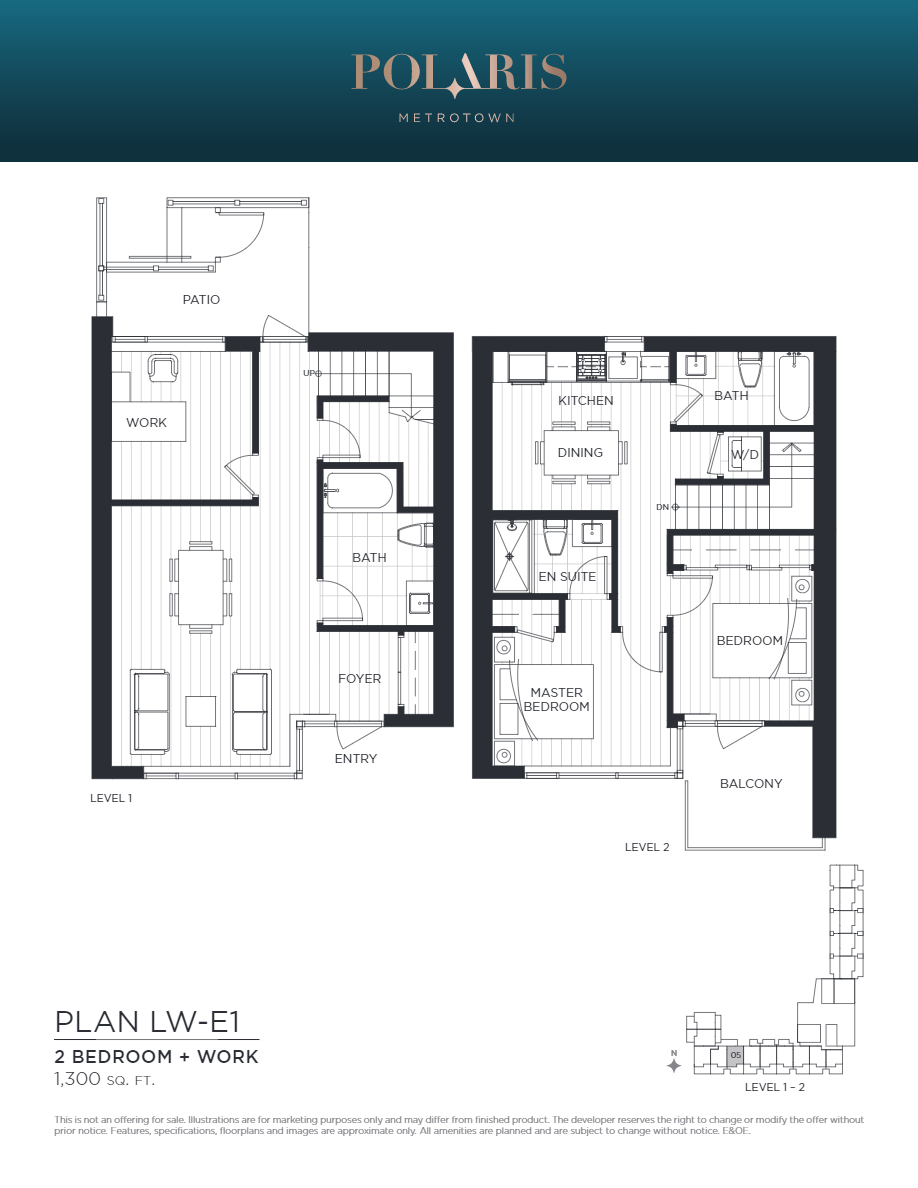 POLARIS
METROTOWN
PATIO
WORK
UP
BATH
FOYER
ENTRY
LEVEL 1
KITCHEN
BATH
DINING
W/D
DN
EN SUITE
BEDROOM
MASTER
BEDROOM
BALCONY
LEVEL 2
PLAN LW-E1
2 BEDROOM + WORK
1,300 SQ. FT.
N
05
LEVEL 1 – 2
This is not an offering for sale. Illustrations are for marketing purposes only and may differ from finished product. The developer reserves the right to change or modify the offer without
prior notice. Features, specifications, floorplans and images are approximate only. All amenities are planned and are subject to change without notice. E&OE.